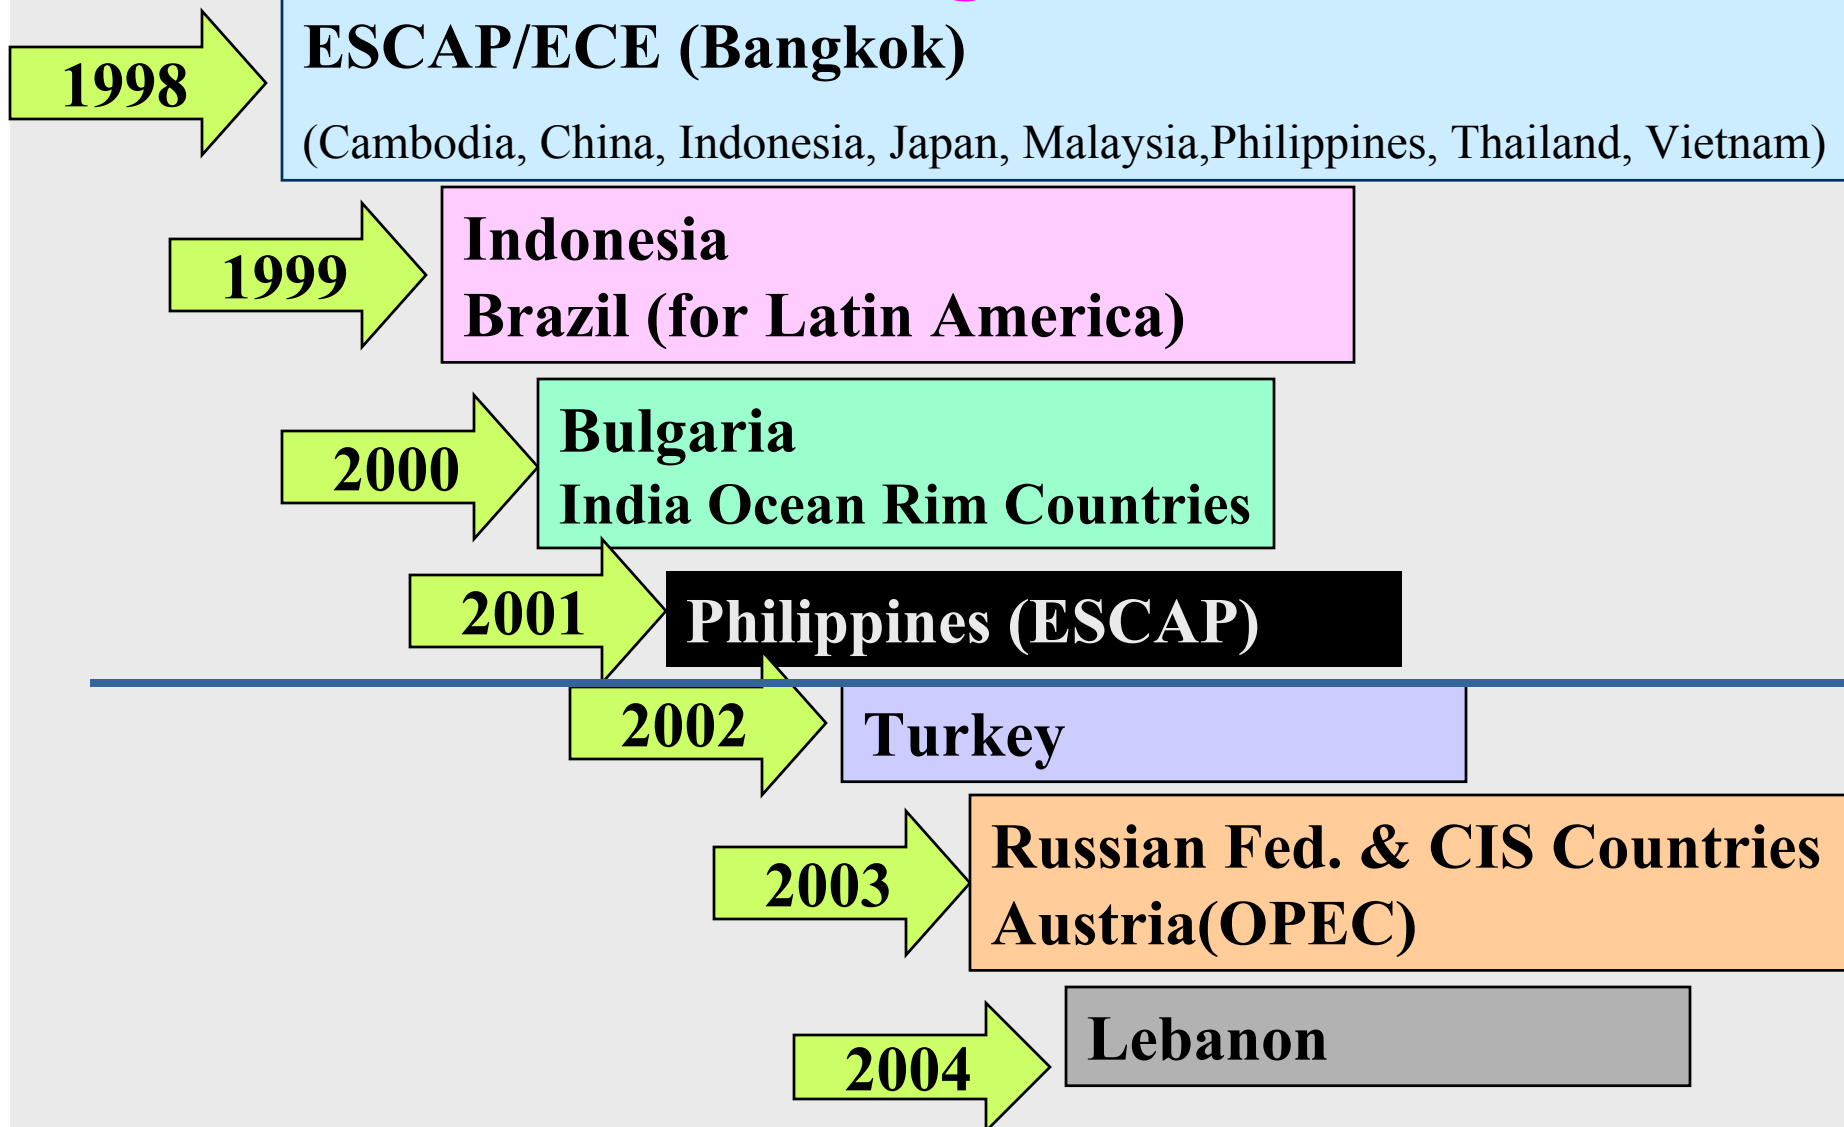 1998
ESCAP/ECE (Bangkok)
(Cambodia, China, Indonesia, Japan, Malaysia,Philippines, Thailand, Vietnam)
1999
Indonesia
Brazil (for Latin America)
2000
Bulgaria
India Ocean Rim Countries
2001
Philippines (ESCAP)
2002
Turkey
2003
Russian Fed. & CIS Countries
Austria(OPEC)
2004
Lebanon